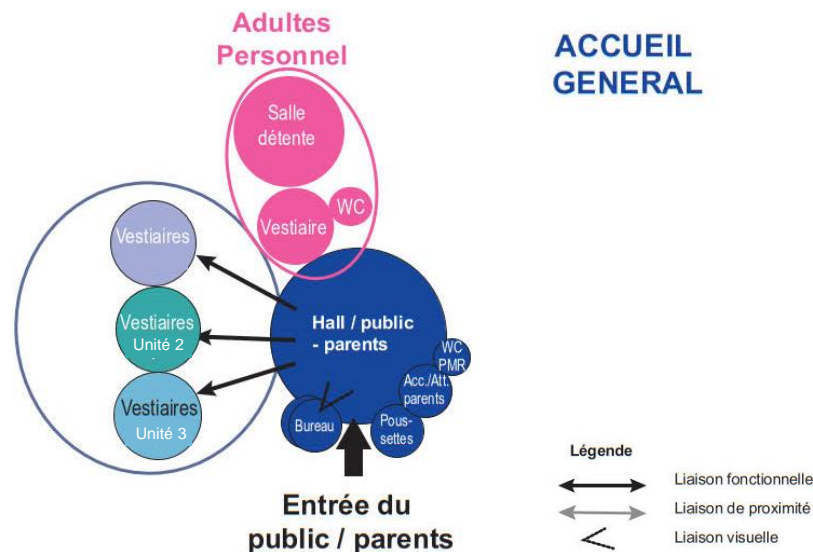 Adultes
Personnel
ACCUEIL
GENERAL
Salle
détente
WC
Vestiaire
Vestiaires
Vestiaires
Unité 2
Vestiaires
Unité 3
Hall / public
- parents
WC
PMR
Acc./Att.
parents
Pous-
settes
Bureau
Entrée du
public / parents
Légende
Liaison fonctionnelle
Liaison de proximité
Liaison visuelle